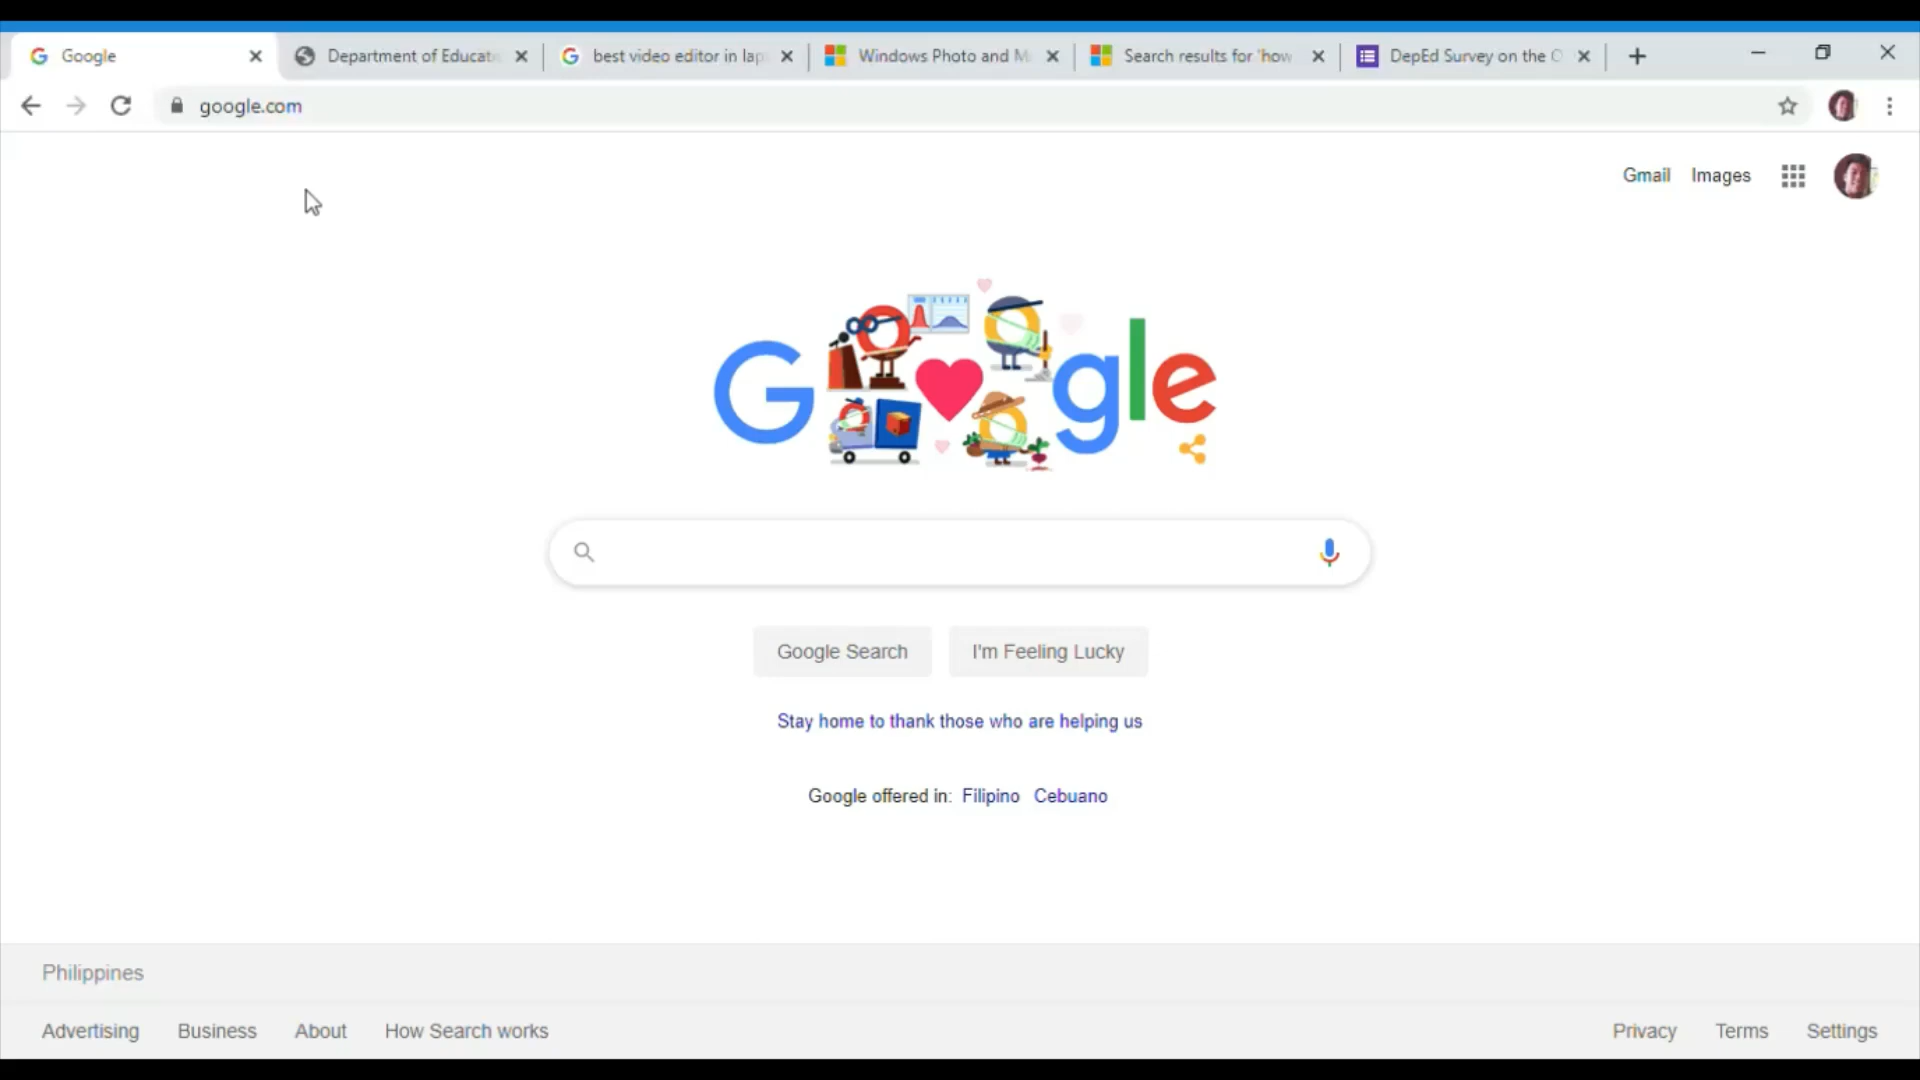 Google
Department of Educat
best video editor in lap
Windows Photo and M
Search results for 'how
DepEd Survey on the
google.com
Gmail Images
G gle
Google Search I'm Feeling Lucky
Stay home to thank those who are helping us
Google offered in: Filipino Cebuano
Philippines
Advertising Business About How Search works Privacy Terms Settings